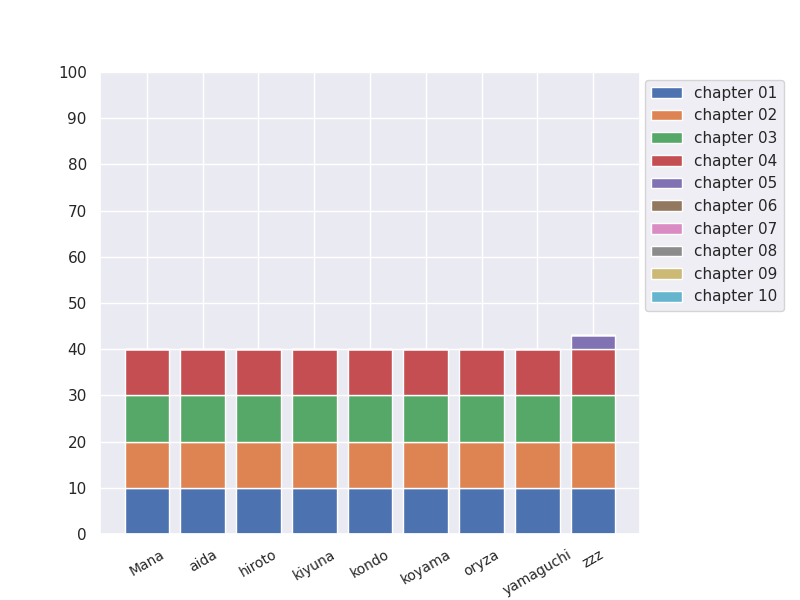 100
90
80
70
60
50
40
30
20
10
0
Mana
aida
hiroto
kiyuna
kondo
koyama
oryza
yamaguchi
zzz
chapter 01
chapter 02
chapter 03
chapter 04
chapter 05
chapter 06
chapter 07
chapter 08
chapter 09
chapter 10